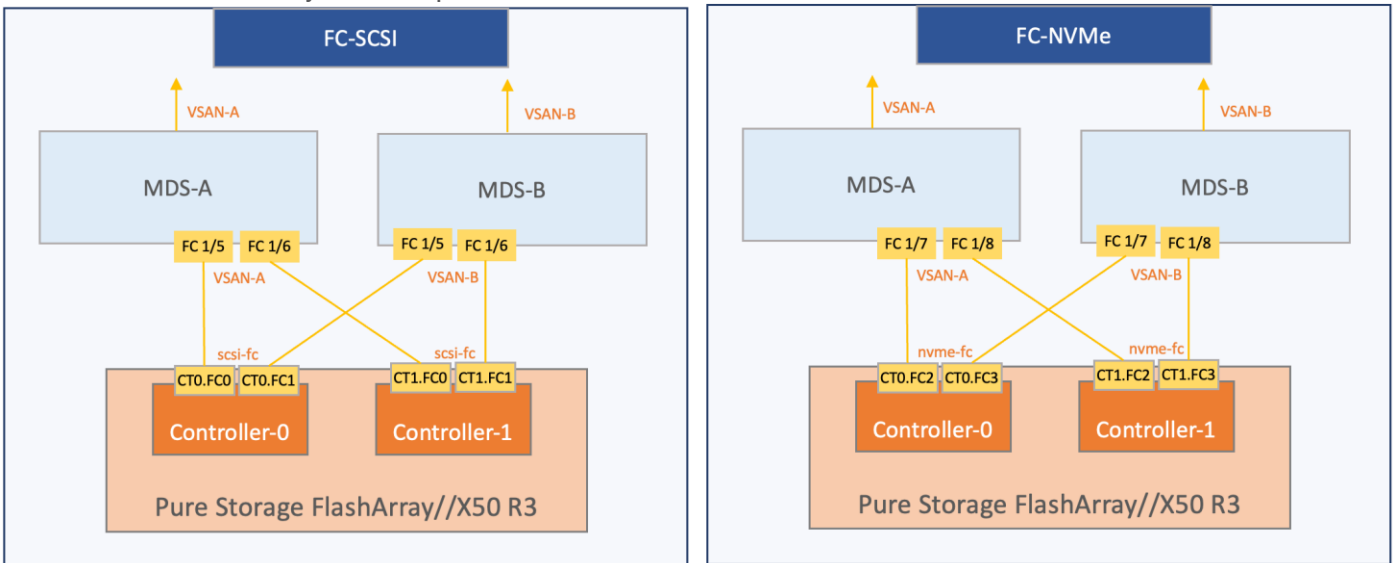 FC-SCSI
VSAN-A
VSAN-B
MDS-A
MDS-B
FC 1/5
FC 1/6
FC 1/5
FC 1/6
VSAN-A
VSAN-B
scsi-fc
scsi-fc
CT0.FC0
CT0.FC1
CT1.FC0
CT1.FC1
Controller-0
Controller-1
Pure Storage FlashArray//X50 R3
FC-NVMe
VSAN-A
VSAN-B
MDS-A
MDS-B
FC 1/7
FC 1/8
FC 1/7
FC 1/8
VSAN-A
VSAN-B
nvme-fc
nvme-fc
CT0.FC2
CT0.FC3
CT1.FC2
CT1.FC3
Controller-0
Controller-1
Pure Storage FlashArray//X50 R3